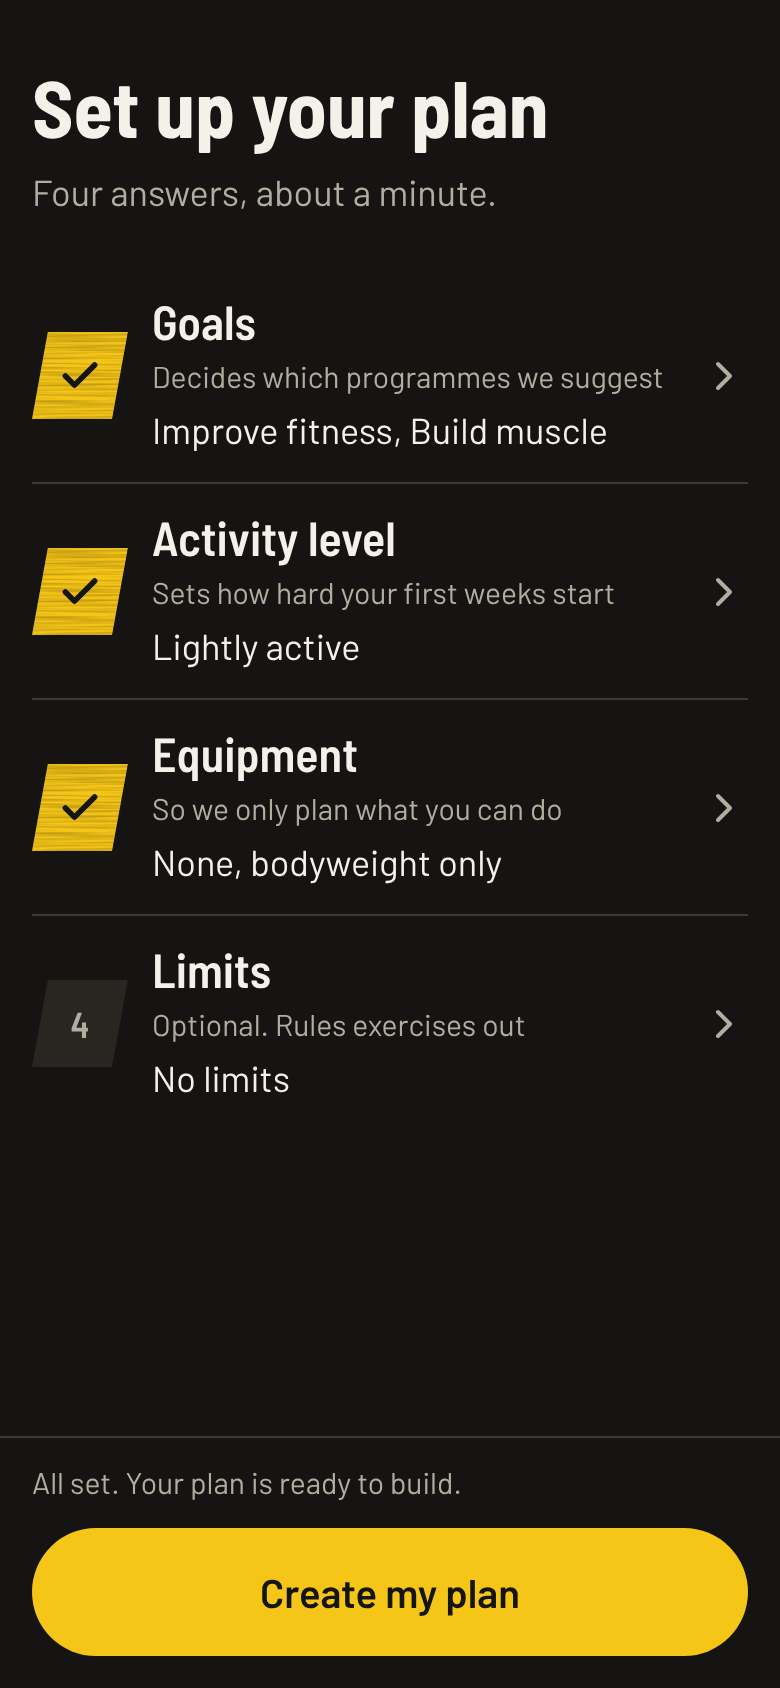 Set up your plan
Four answers, about a minute.
Goals
Decides which programmes we suggest
Improve fitness, Build muscle
Activity level
Sets how hard your first weeks start
Lightly active
Equipment
So we only plan what you can do
None, bodyweight only
4
Limits
Optional. Rules exercises out
No limits
All set. Your plan is ready to build.
Create my plan